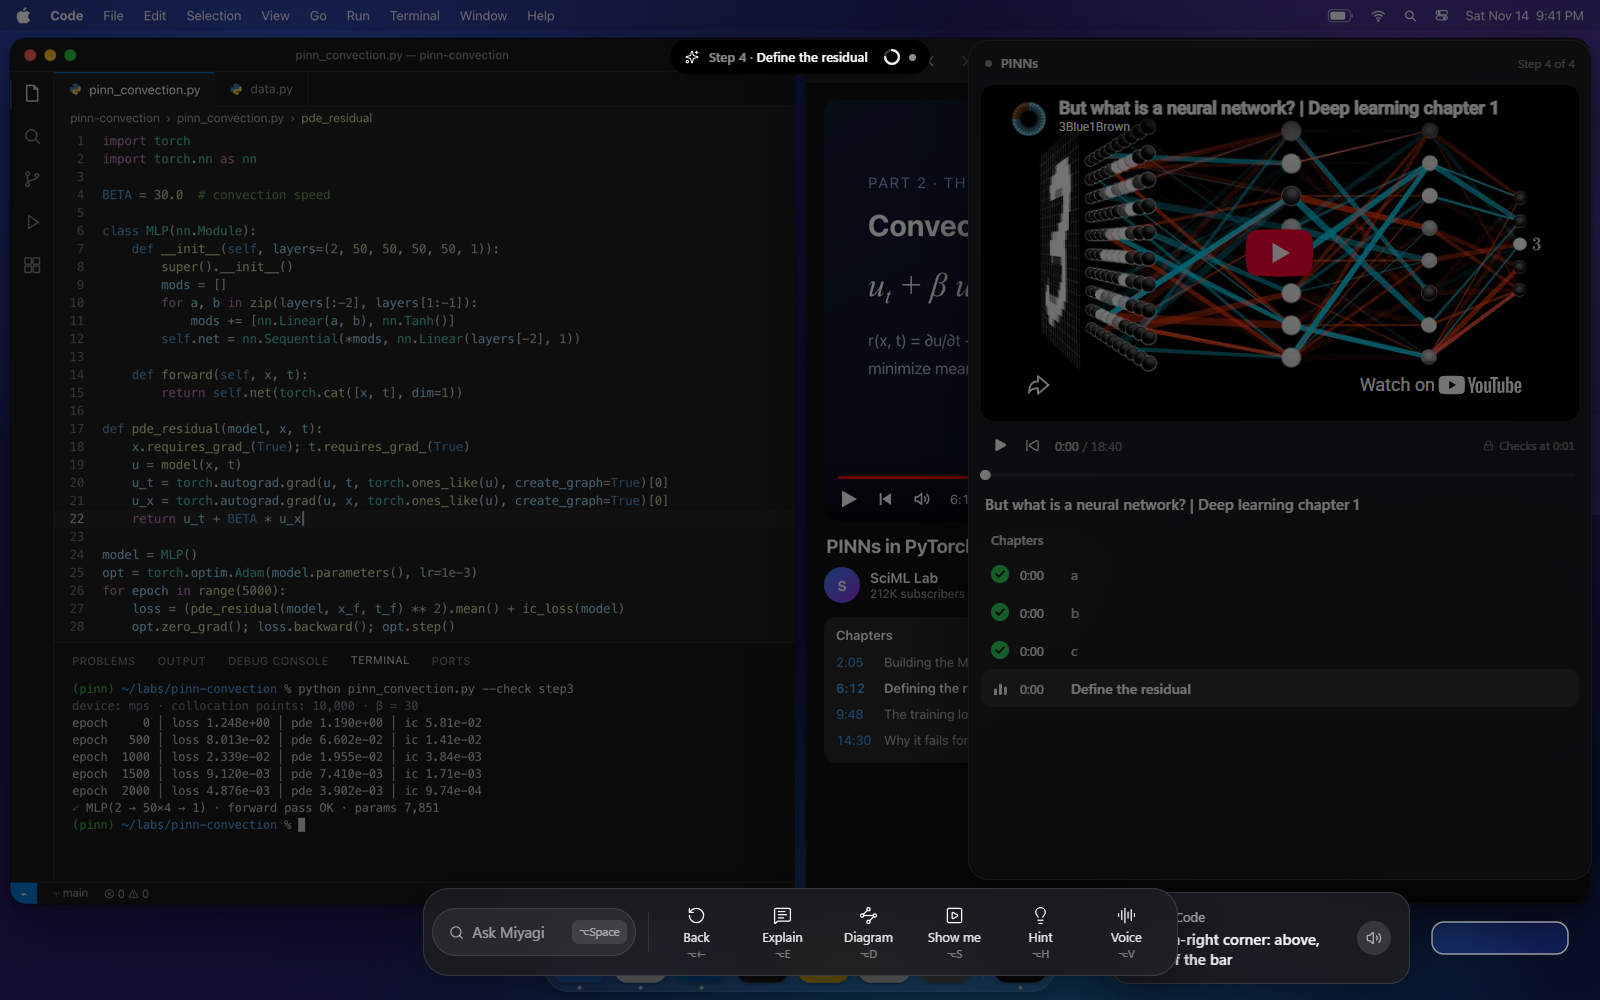 Code File Edit Selection View Go Run Terminal Window Help
Sat Nov 14 9:41 PM
pinn_convection.py — pinn-convection
Step 4 · Define the residual
pinn_convection.py
data.py
pinn-convection › pinn_convection.py › pde_residual
1 import torch
2 import torch.nn as nn
3
4 BETA = 30.0 # convection speed
5
6 class MLP(nn.Module):
7 def __init__(self, layers=(2, 50, 50, 50, 50, 1)):
8 super().__init__()
9 mods = []
10 for a, b in zip(layers[:-2], layers[1:-1]):
11 mods += [nn.Linear(a, b), nn.Tanh()]
12 self.net = nn.Sequential(*mods, nn.Linear(layers[-2], 1))
13
14 def forward(self, x, t):
15 return self.net(torch.cat([x, t], dim=1))
16
17 def pde_residual(model, x, t):
18 x.requires_grad_(True); t.requires_grad_(True)
19 u = model(x, t)
20 u_t = torch.autograd.grad(u, t, torch.ones_like(u), create_graph=True)[0]
21 u_x = torch.autograd.grad(u, x, torch.ones_like(u), create_graph=True)[0]
22 return u_t + BETA * u_x
23
24 model = MLP()
25 opt = torch.optim.Adam(model.parameters(), lr=1e-3)
26 for epoch in range(5000):
27 loss = (pde_residual(model, x_f, t_f) ** 2).mean() + ic_loss(model)
28 opt.zero_grad(); loss.backward(); opt.step()
PROBLEMS OUTPUT DEBUG CONSOLE TERMINAL PORTS
(pinn) ~/labs/pinn-convection % python pinn_convection.py --check step3
device: mps · collocation points: 10,000 · β = 30
epoch 0 │ loss 1.248e+00 │ pde 1.190e+00 │ ic 5.81e-02
epoch 500 │ loss 8.013e-02 │ pde 6.602e-02 │ ic 1.41e-02
epoch 1000 │ loss 2.339e-02 │ pde 1.955e-02 │ ic 3.84e-03
epoch 1500 │ loss 9.120e-03 │ pde 7.410e-03 │ ic 1.71e-03
epoch 2000 │ loss 4.876e-03 │ pde 3.902e-03 │ ic 9.74e-04
✓ MLP(2 → 50×4 → 1) · forward pass OK · params 7,851
(pinn) ~/labs/pinn-convection %
main 0 0
PART 2 · TH
Convec
u_t + β u
r(x, t) = ∂u/∂t
minimize mea
6:1
PINNs in PyTorc
S
SciML Lab
212K subscribers
Chapters
2:05 Building the M
6:12 Defining the r
9:48 The training lo
14:30 Why it fails for
PINNs
Step 4 of 4
But what is a neural network? | Deep learning chapter 1
3Blue1Brown
3
Watch on YouTube
0:00 / 18:40
Checks at 0:01
But what is a neural network? | Deep learning chapter 1
Chapters
0:00 a
0:00 b
0:00 c
0:00 Define the residual
Ask Miyagi ⌥Space
Back ⌥←
Explain ⌥E
Diagram ⌥D
Show me ⌥S
Hint ⌥H
Voice ⌥V
Code
-right corner: above,
f the bar